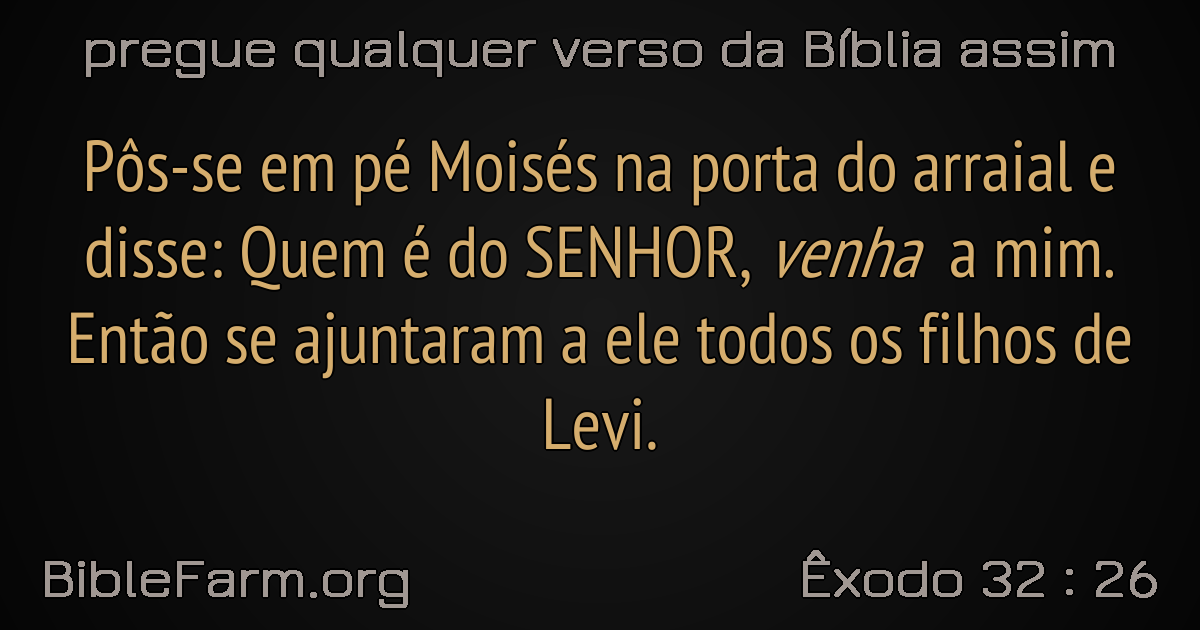 pregue qualquer verso da Bíblia assim
Pôs-se em pé Moisés na porta do arraial e
disse: Quem é do SENHOR, venha a mim.
Então se ajuntaram a ele todos os filhos de
Levi.
BibleFarm.org
Êxodo 32 : 26